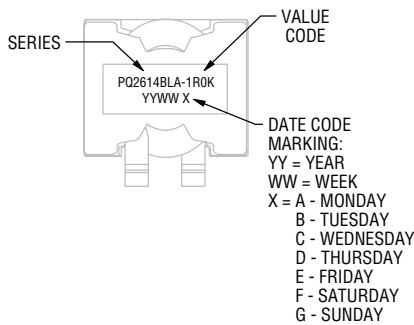 VALUE
CODE
SERIES
PQ2614BLA-1R0K
YYWW X
DATE CODE
MARKING:
YY = YEAR
WW = WEEK
X = A - MONDAY
B - TUESDAY
C - WEDNESDAY
D - THURSDAY
E - FRIDAY
F - SATURDAY
G - SUNDAY